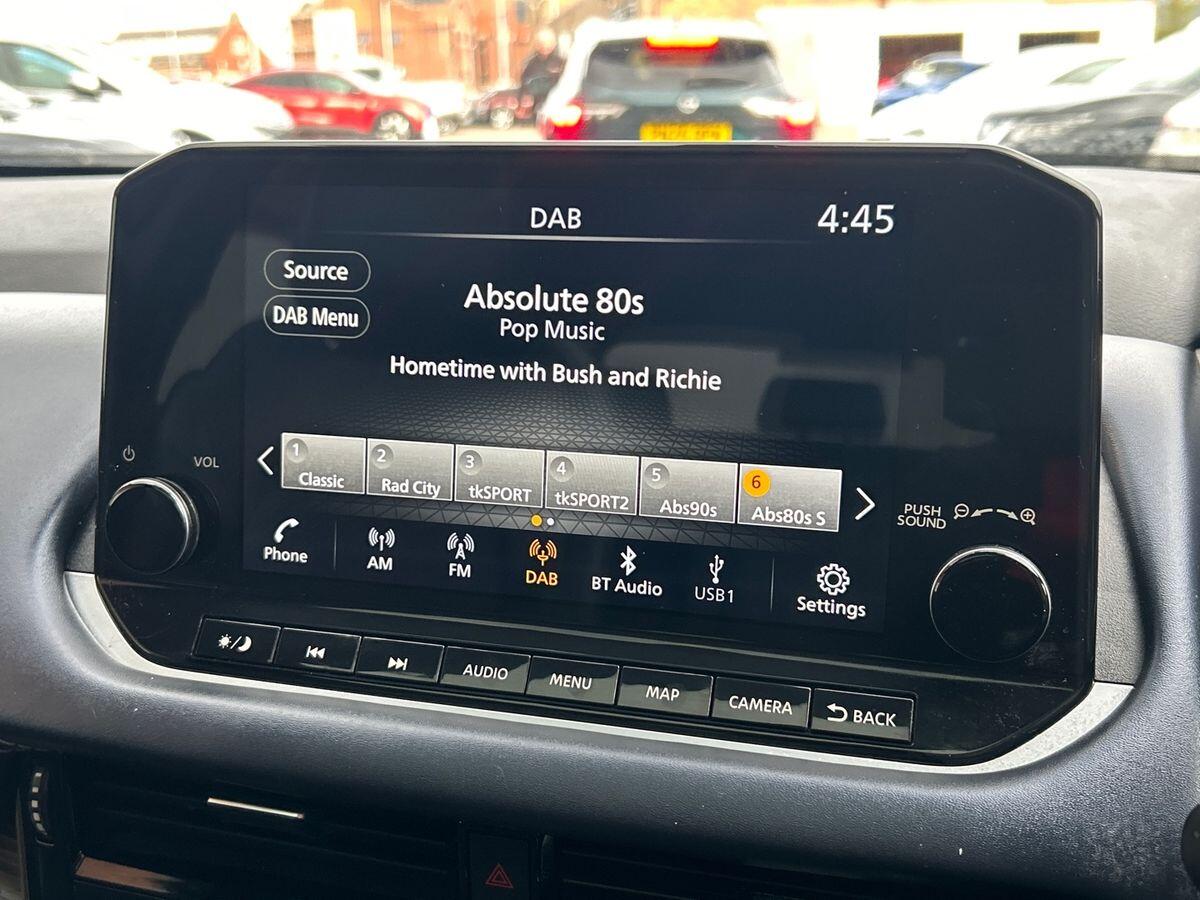 DAB
4:45
Source
DAB Menu
Absolute 80s
Pop Music
Hometime with Bush and Richie
1 Classic
2 Rad City
3 tkSPORT
4 tkSPORT2
5 Abs90s
6 Abs80s S
VOL
PUSH
SOUND
Phone
AM
FM
DAB
BT Audio
USB1
Settings
AUDIO
MENU
MAP
CAMERA
BACK